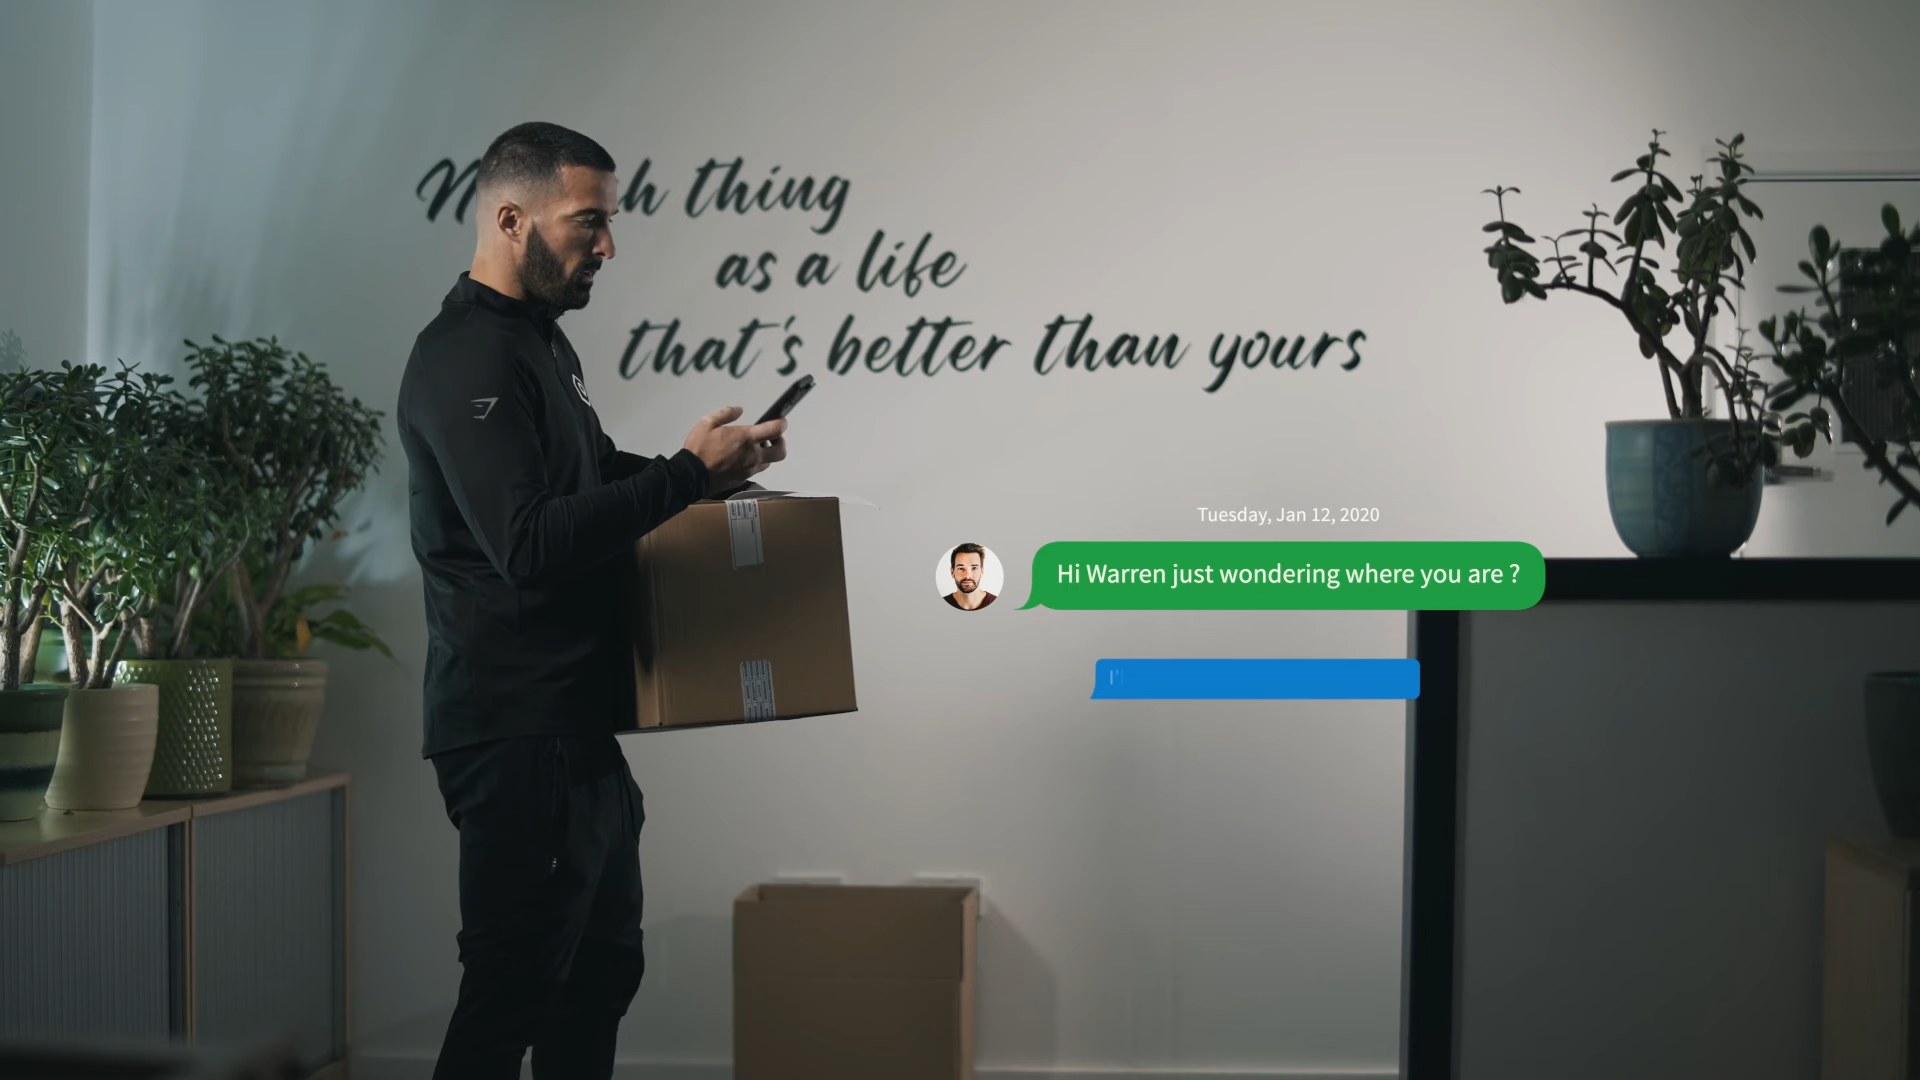 thing
as a life
that's better than yours
Tuesday, Jan 12, 2020
Hi Warren just wondering where you are ?